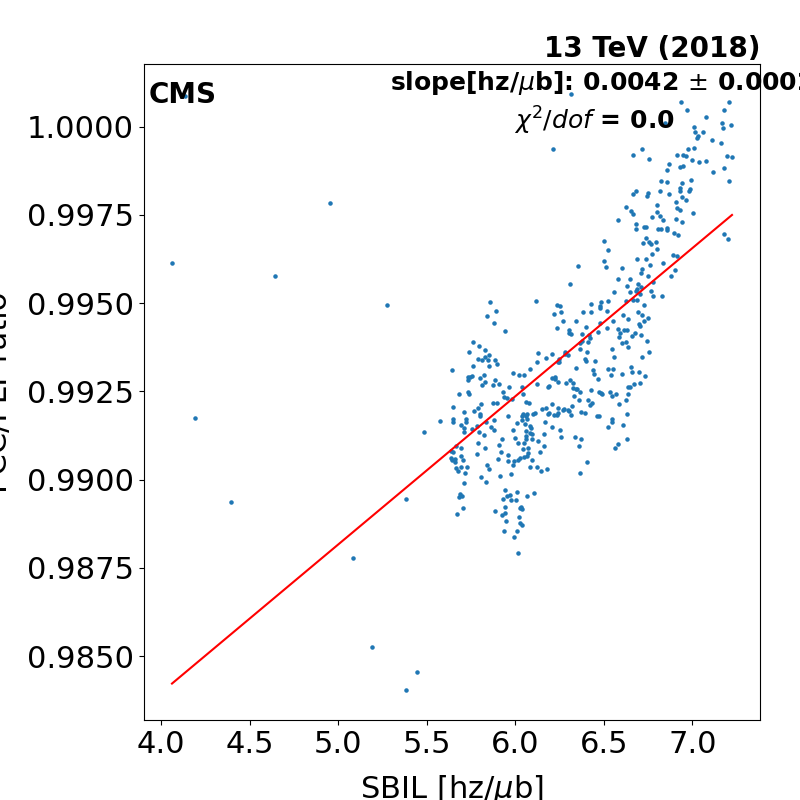 13 TeV (2018)
CMS
slope[hz/μb]: 0.0042 ± 0.000
χ²/dof = 0.0
1.0000
0.9975
0.9950
0.9925
0.9900
0.9875
0.9850
4.0 4.5 5.0 5.5 6.0 6.5 7.0
SBIL [hz/μb]